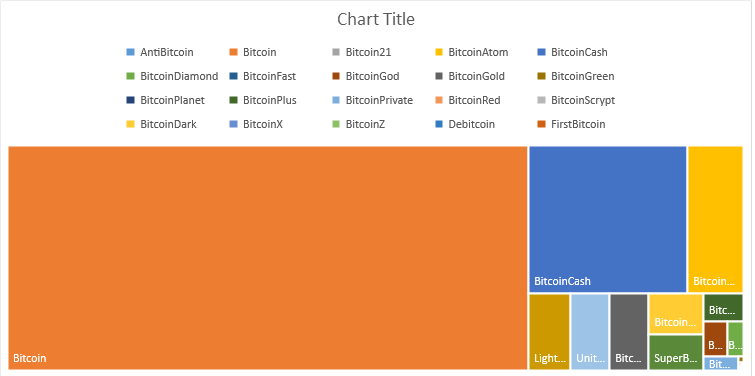 Chart Title
AntiBitcoin Bitcoin Bitcoin21 BitcoinAtom BitcoinCash
BitcoinDiamond BitcoinFast BitcoinGod BitcoinGold BitcoinGreen
BitcoinPlanet BitcoinPlus BitcoinPrivate BitcoinRed BitcoinScrypt
BitcoinDark BitcoinX BitcoinZ Debitcoin FirstBitcoin
BitcoinCash Bitcoin...
Bitcoin... Bitc...
B... B...
Bitcoin Light... Unit... Bitc... SuperB... Bit...